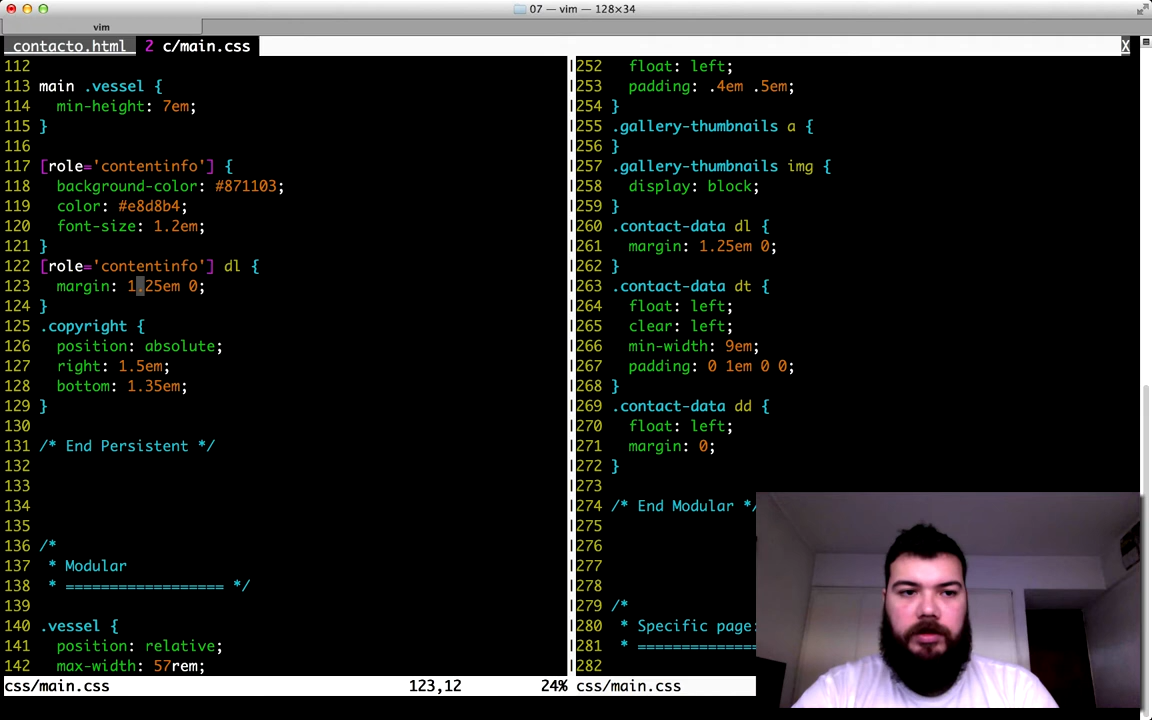 07 — vim — 128×34
vim
contacto.html 2 c/main.css X
112
113 main .vessel {
114 min-height: 7em;
115 }
116
117 [role='contentinfo'] {
118 background-color: #871103;
119 color: #e8d8b4;
120 font-size: 1.2em;
121 }
122 [role='contentinfo'] dl {
123 margin: 1.25em 0;
124 }
125 .copyright {
126 position: absolute;
127 right: 1.5em;
128 bottom: 1.35em;
129 }
130
131 /* End Persistent */
132
133
134
135
136 /*
137 * Modular
138 * ================== */
139
140 .vessel {
141 position: relative;
142 max-width: 57rem;
css/main.css 123,12 24%
252 float: left;
253 padding: .4em .5em;
254 }
255 .gallery-thumbnails a {
256 }
257 .gallery-thumbnails img {
258 display: block;
259 }
260 .contact-data dl {
261 margin: 1.25em 0;
262 }
263 .contact-data dt {
264 float: left;
265 clear: left;
266 min-width: 9em;
267 padding: 0 1em 0 0;
268 }
269 .contact-data dd {
270 float: left;
271 margin: 0;
272 }
273
274 /* End Modular */
275
276
277
278
279 /*
280 * Specific page
281 * =============
282
css/main.css